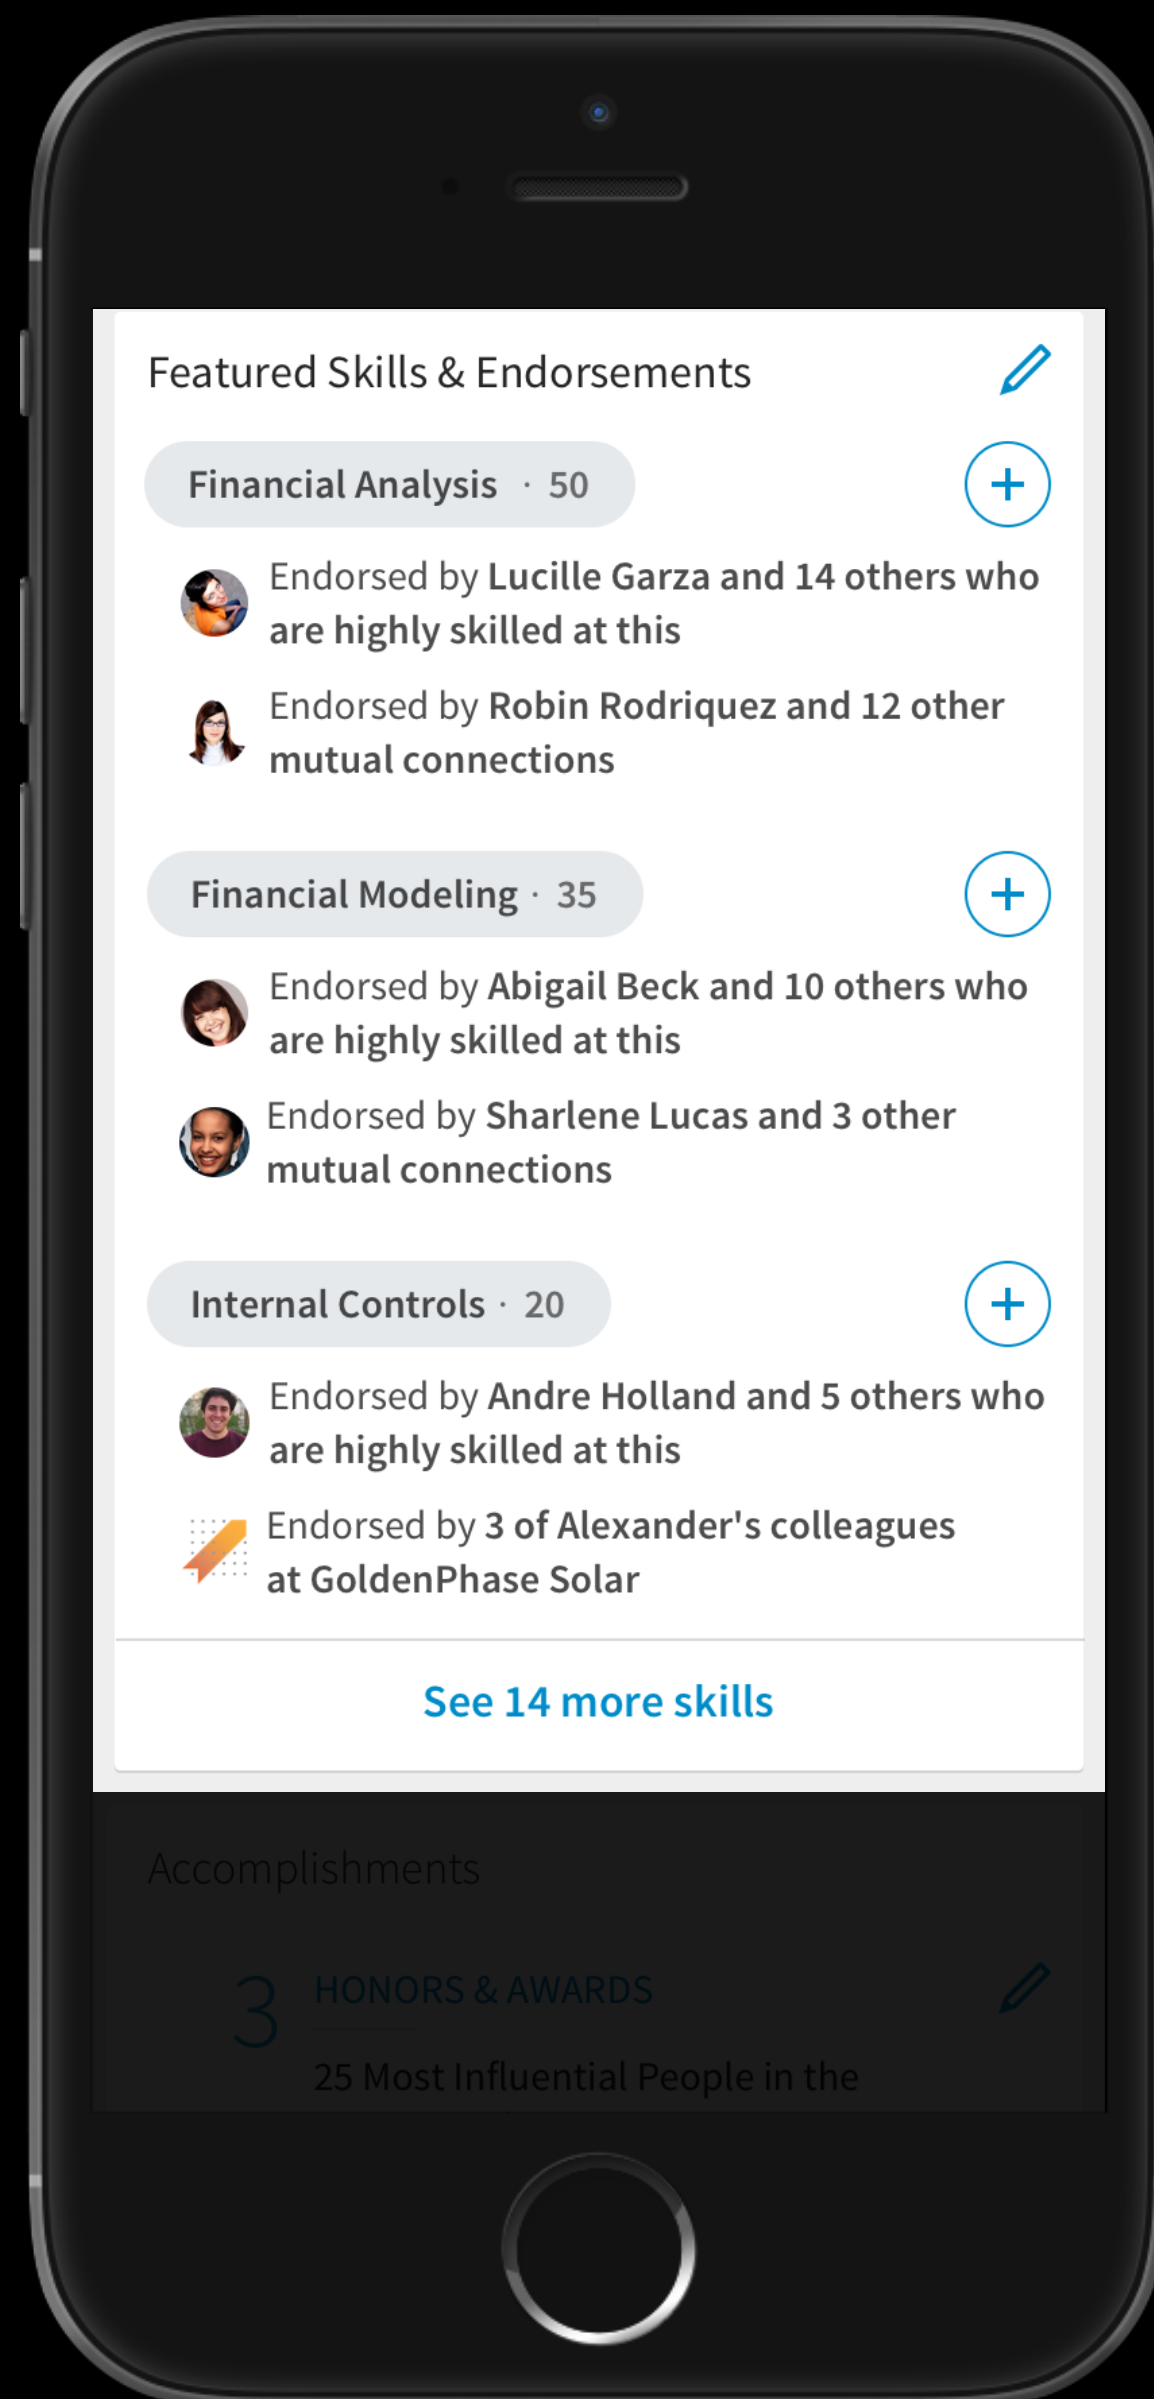 Featured Skills & Endorsements
Financial Analysis · 50
Endorsed by Lucille Garza and 14 others who
are highly skilled at this
Endorsed by Robin Rodriquez and 12 other
mutual connections
Financial Modeling · 35
Endorsed by Abigail Beck and 10 others who
are highly skilled at this
Endorsed by Sharlene Lucas and 3 other
mutual connections
Internal Controls · 20
Endorsed by Andre Holland and 5 others who
are highly skilled at this
Endorsed by 3 of Alexander's colleagues
at GoldenPhase Solar
See 14 more skills
Accomplishments
3 HONORS & AWARDS
25 Most Influential People in the